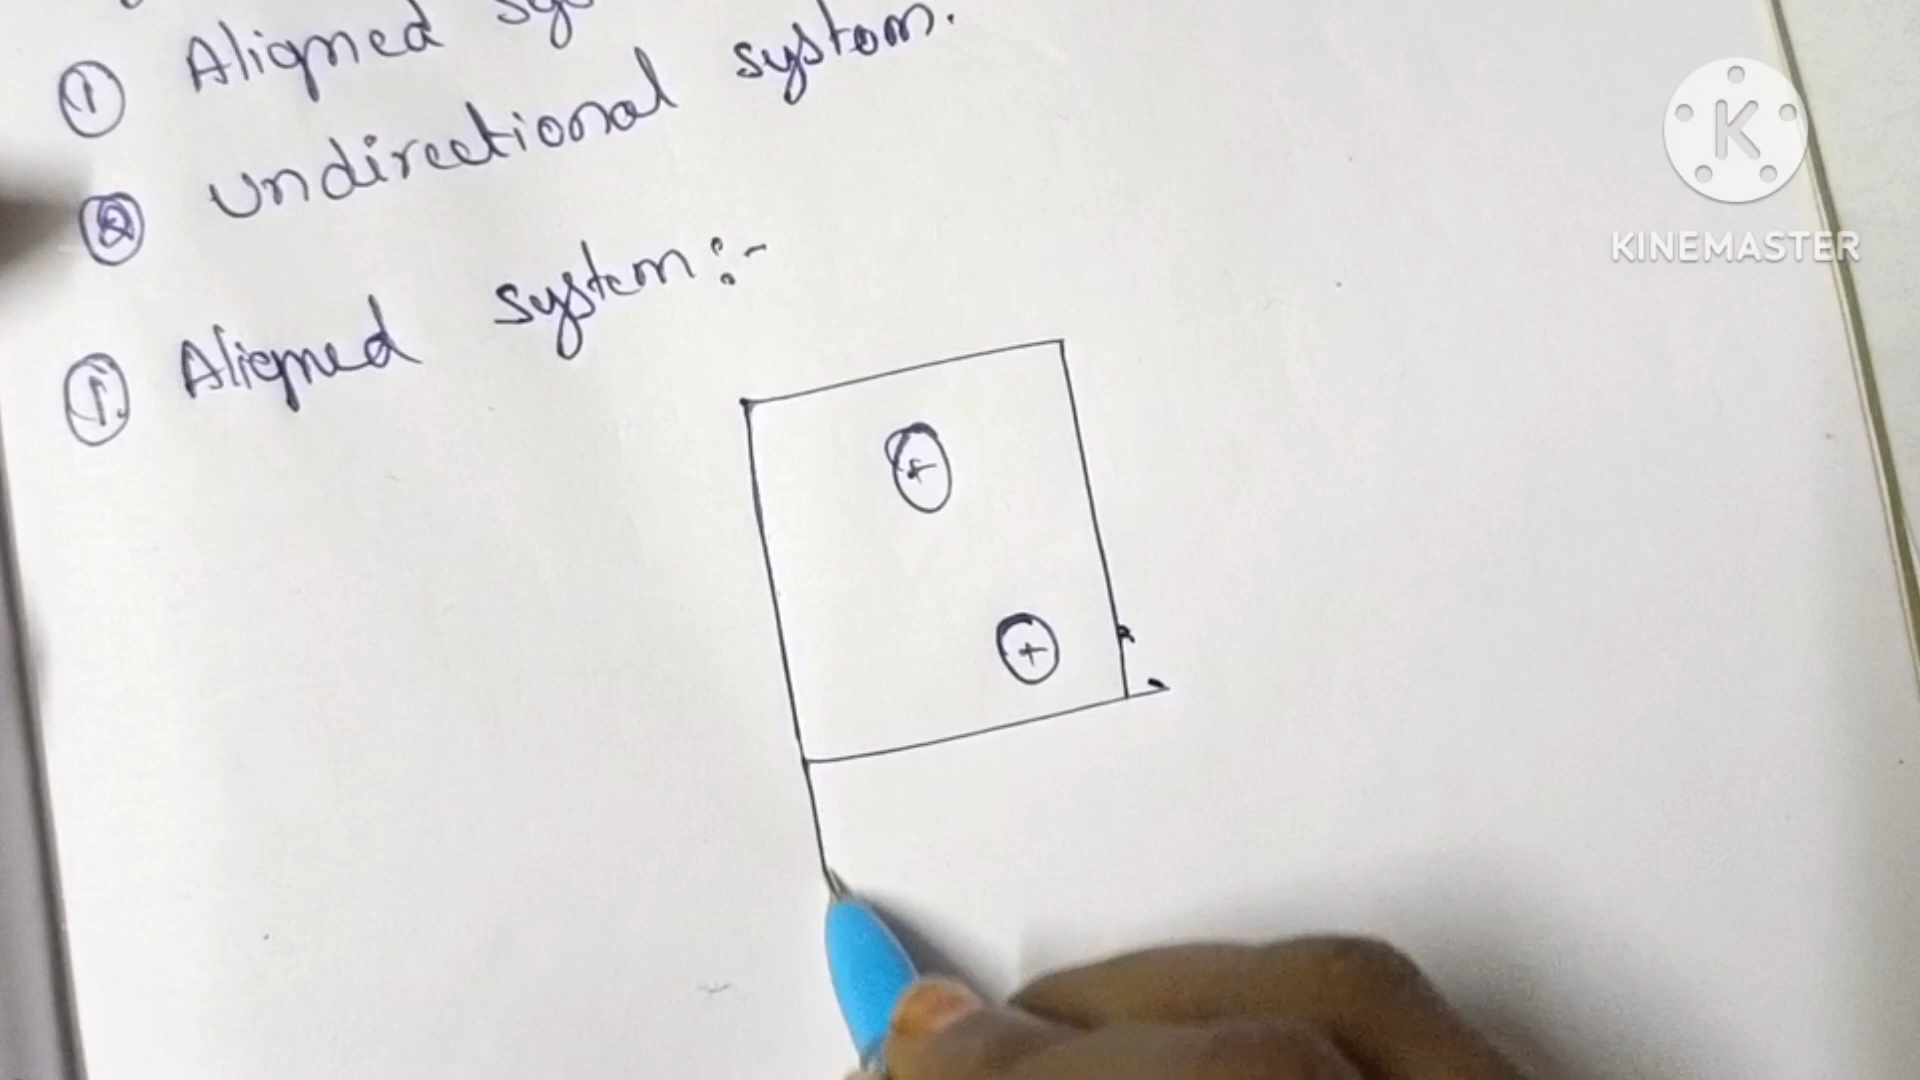 ① Aligned
② Undirectional system.
①. Aligned system:-
K
KINEMASTER